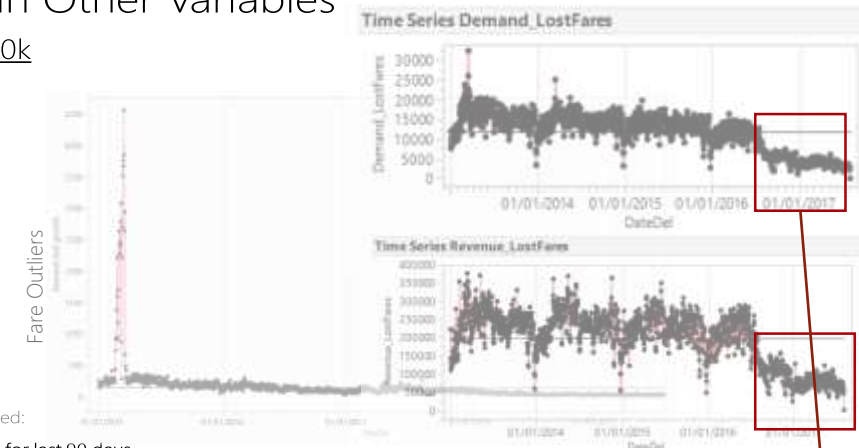 in Other Variables
0k
Time Series Demand_LostFares
Demand_LostFares
30000
25000
20000
15000
10000
5000
0
01/01/2014 01/01/2015 01/01/2016 01/01/2017
DateDel
Fare Outliers
Time Series Revenue_LostFares
Revenue_LostFares
400000
350000
300000
250000
200000
150000
100000
50000
0
01/01/2014 01/01/2015 01/01/2016
DateDel
ed:
for last 90 days